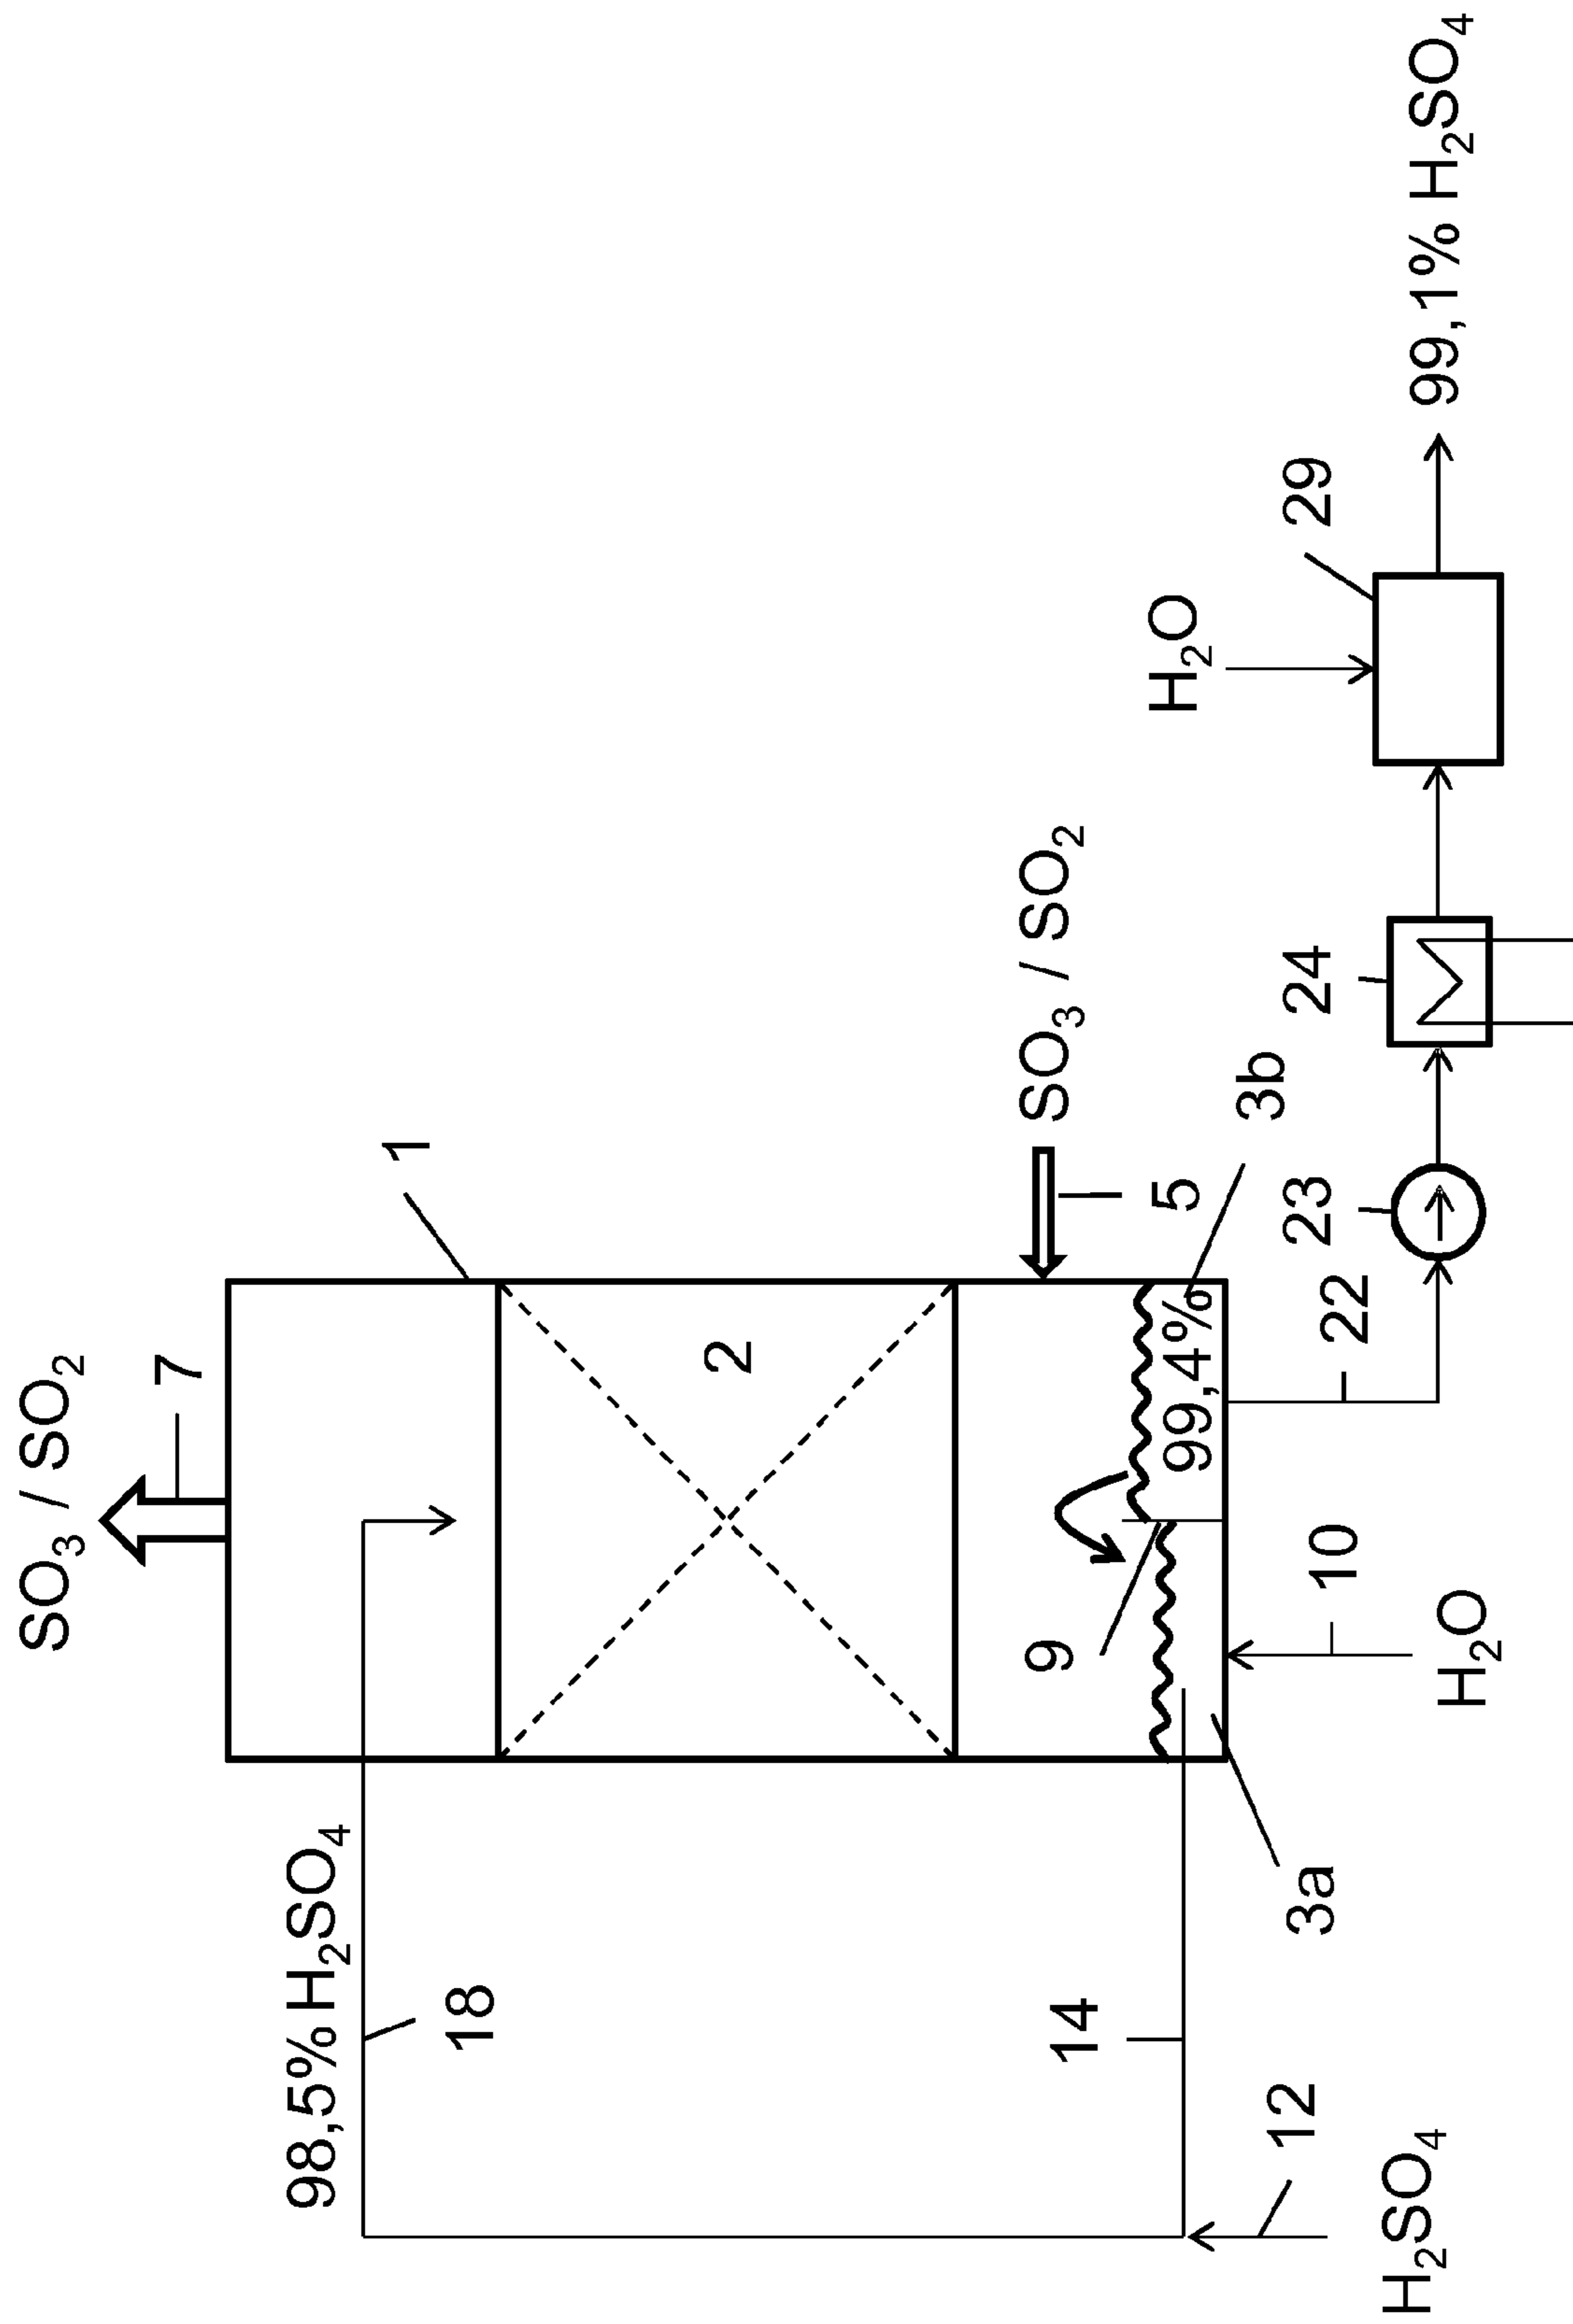 SO₃ / SO₂
7
98,5% H₂SO₄
18
1
2
SO₃ / SO₂
5
9
99,4%
3b
14
3a
10
H₂O
12
H₂SO₄
22
23
24
H₂O
29
99,1% H₂SO₄